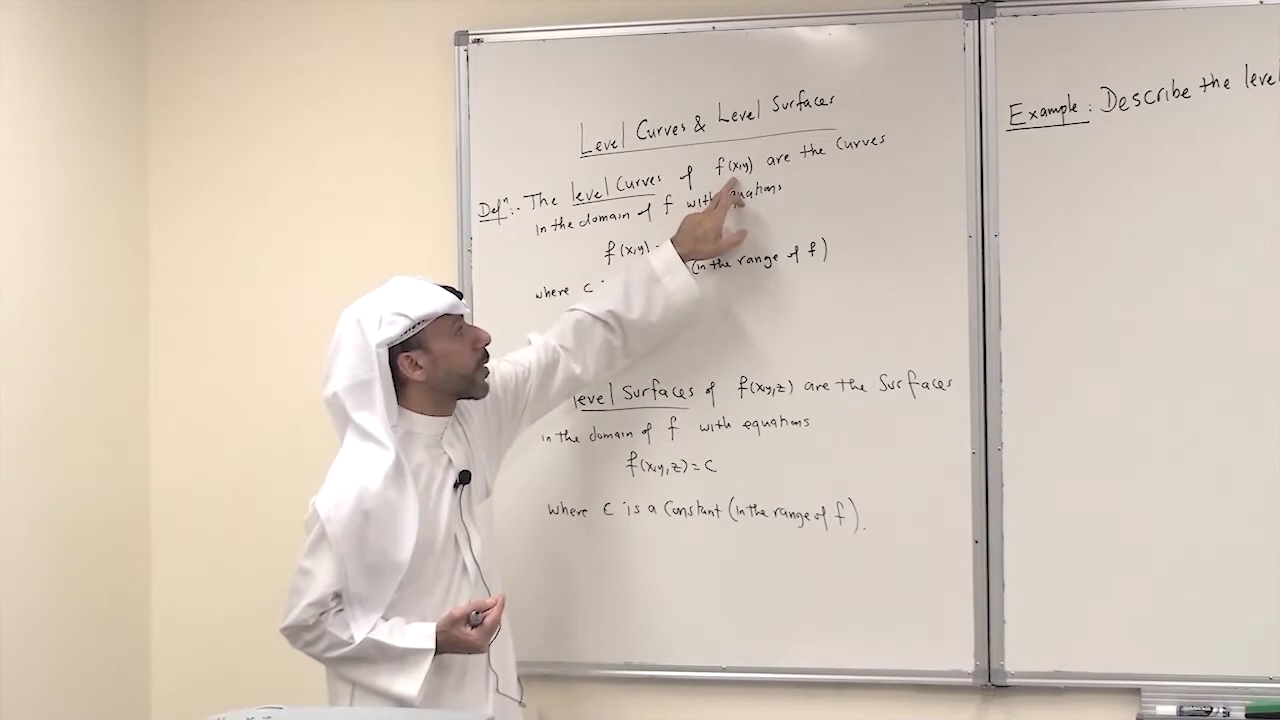 Level Curves & Level Surfaces
Defⁿ:- The level Curves of f(x,y) are the Curves
in the domain of f with equations
f(x,y)
(in the range of f)
where c
level Surfaces of f(x,y,z) are the Surfaces
in the domain of f with equations
f(x,y,z) = C
where c is a Constant (in the range of f).
Example: Describe the level